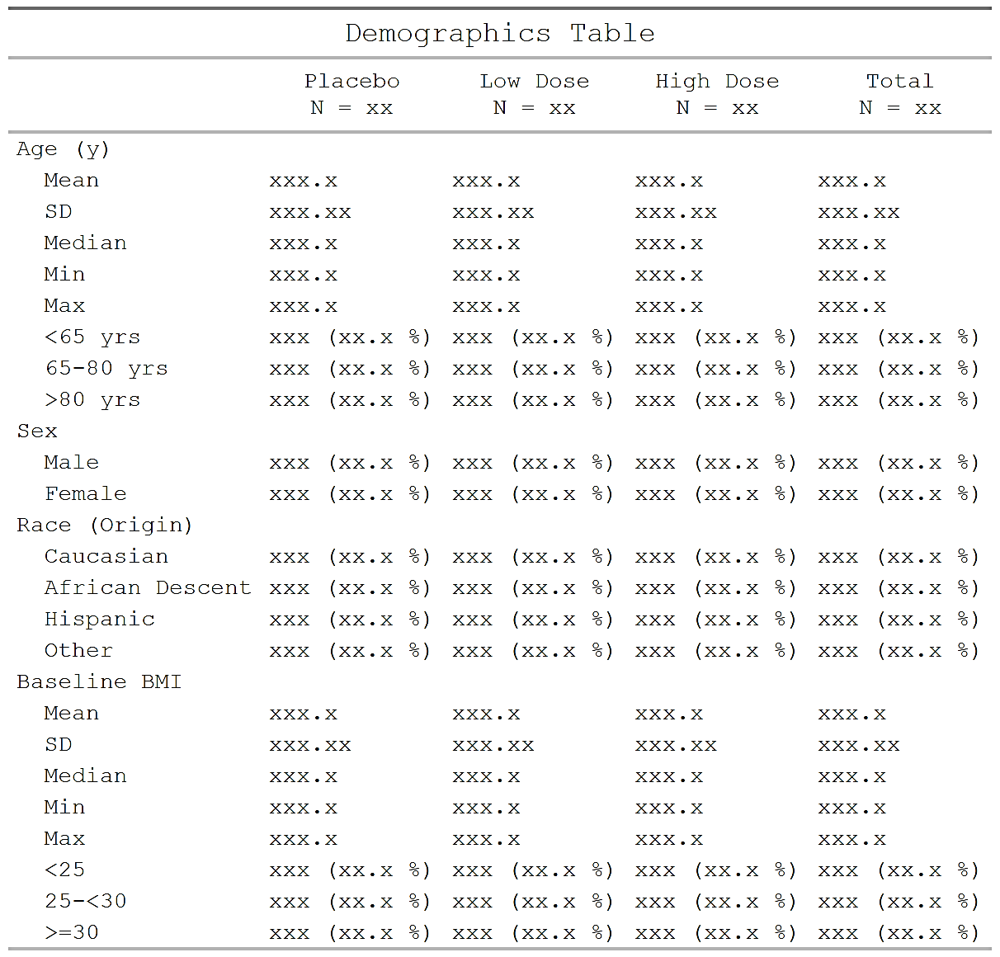 Demographics Table
Placebo Low Dose High Dose Total
N = xx N = xx N = xx N = xx
Age (y)
Mean xxx.x xxx.x xxx.x xxx.x
SD xxx.xx xxx.xx xxx.xx xxx.xx
Median xxx.x xxx.x xxx.x xxx.x
Min xxx.x xxx.x xxx.x xxx.x
Max xxx.x xxx.x xxx.x xxx.x
<65 yrs xxx (xx.x %) xxx (xx.x %) xxx (xx.x %) xxx (xx.x %)
65-80 yrs xxx (xx.x %) xxx (xx.x %) xxx (xx.x %) xxx (xx.x %)
>80 yrs xxx (xx.x %) xxx (xx.x %) xxx (xx.x %) xxx (xx.x %)
Sex
Male xxx (xx.x %) xxx (xx.x %) xxx (xx.x %) xxx (xx.x %)
Female xxx (xx.x %) xxx (xx.x %) xxx (xx.x %) xxx (xx.x %)
Race (Origin)
Caucasian xxx (xx.x %) xxx (xx.x %) xxx (xx.x %) xxx (xx.x %)
African Descent xxx (xx.x %) xxx (xx.x %) xxx (xx.x %) xxx (xx.x %)
Hispanic xxx (xx.x %) xxx (xx.x %) xxx (xx.x %) xxx (xx.x %)
Other xxx (xx.x %) xxx (xx.x %) xxx (xx.x %) xxx (xx.x %)
Baseline BMI
Mean xxx.x xxx.x xxx.x xxx.x
SD xxx.xx xxx.xx xxx.xx xxx.xx
Median xxx.x xxx.x xxx.x xxx.x
Min xxx.x xxx.x xxx.x xxx.x
Max xxx.x xxx.x xxx.x xxx.x
<25 xxx (xx.x %) xxx (xx.x %) xxx (xx.x %) xxx (xx.x %)
25-<30 xxx (xx.x %) xxx (xx.x %) xxx (xx.x %) xxx (xx.x %)
>=30 xxx (xx.x %) xxx (xx.x %) xxx (xx.x %) xxx (xx.x %)